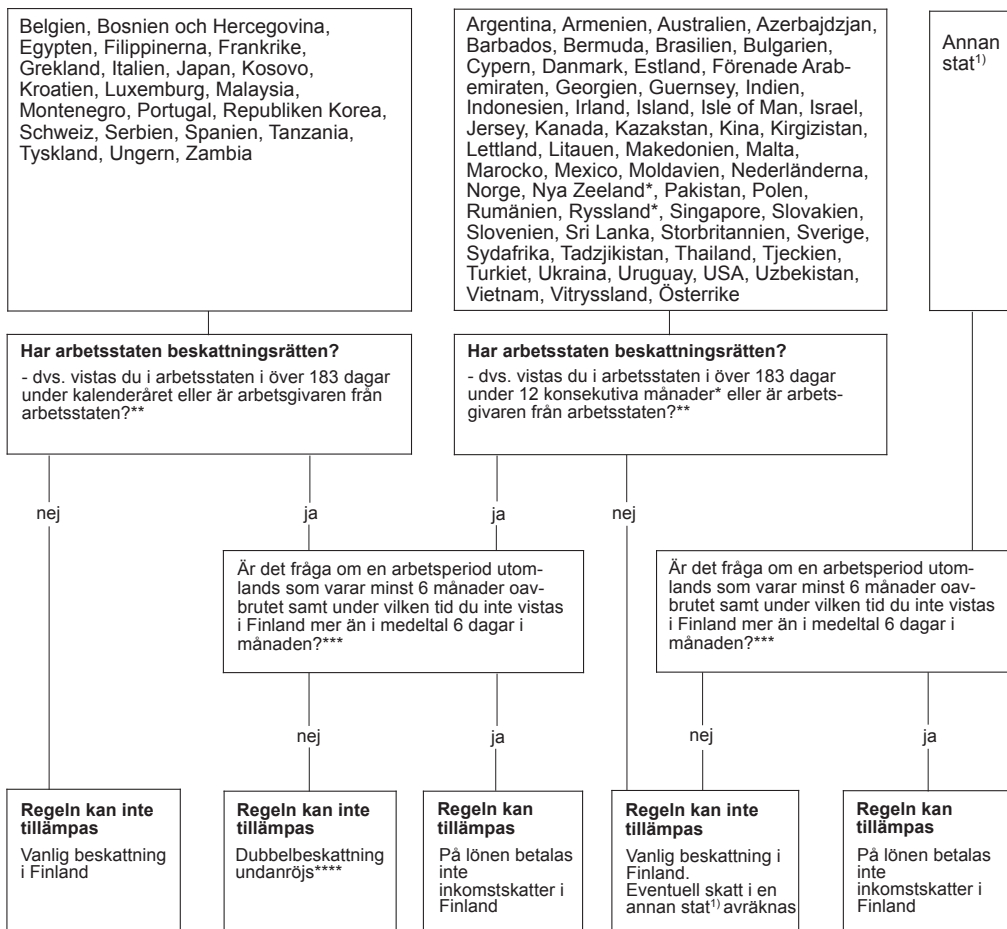 Belgien, Bosnien och Hercegovina,
Egypten, Filippinerna, Frankrike,
Grekland, Italien, Japan, Kosovo,
Kroatien, Luxemburg, Malaysia,
Montenegro, Portugal, Republiken Korea,
Schweiz, Serbien, Spanien, Tanzania,
Tyskland, Ungern, Zambia
Argentina, Armenien, Australien, Azerbajdzjan,
Barbados, Bermuda, Brasilien, Bulgarien,
Cypern, Danmark, Estland, Förenade Arab-
emiraten, Georgien, Guernsey, Indien,
Indonesien, Irland, Island, Isle of Man, Israel,
Jersey, Kanada, Kazakstan, Kina, Kirgizistan,
Lettland, Litauen, Makedonien, Malta,
Marocko, Mexico, Moldavien, Nederländerna,
Norge, Nya Zeeland*, Pakistan, Polen,
Rumänien, Ryssland*, Singapore, Slovakien,
Slovenien, Sri Lanka, Storbritannien, Sverige,
Sydafrika, Tadzjikistan, Thailand, Tjeckien,
Turkiet, Ukraina, Uruguay, USA, Uzbekistan,
Vietnam, Vitryssland, Österrike
Annan
stat1)
Har arbetsstaten beskattningsrätten?
- dvs. vistas du i arbetsstaten i över 183 dagar
under kalenderåret eller är arbetsgivaren från
arbetsstaten?**
Har arbetsstaten beskattningsrätten?
- dvs. vistas du i arbetsstaten i över 183 dagar
under 12 konsekutiva månader* eller är arbets-
givaren från arbetsstaten?**
nej
ja
ja
nej
Är det fråga om en arbetsperiod utom-
lands som varar minst 6 månader oav-
brutet samt under vilken tid du inte vistas
i Finland mer än i medeltal 6 dagar i
månaden?***
Är det fråga om en arbetsperiod utom-
lands som varar minst 6 månader oav-
brutet samt under vilken tid du inte vistas
i Finland mer än i medeltal 6 dagar i
månaden?***
nej
ja
nej
ja
Regeln kan inte
tillämpas
Vanlig beskattning
i Finland
Regeln kan inte
tillämpas
Dubbelbeskattning
undanröjs****
Regeln kan
tillämpas
På lönen betalas
inte
inkomstskatter i
Finland
Regeln kan inte
tillämpas
Vanlig beskattning i
Finland.
Eventuell skatt i en
annan stat1) avräknas
Regeln kan
tillämpas
På lönen betalas
inte
inkomstskatter i
Finland